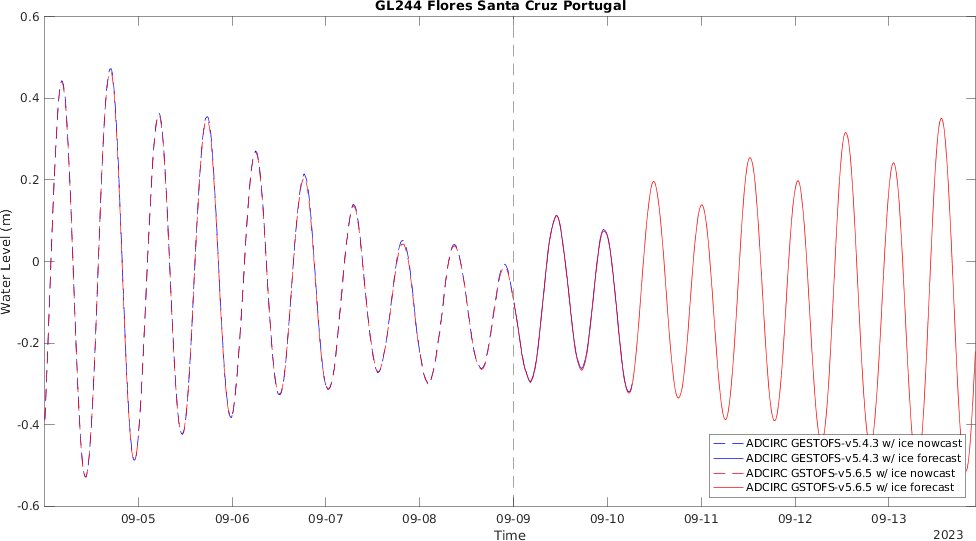 GL244 Flores Santa Cruz Portugal
0.6
0.4
0.2
0
-0.2
-0.4
-0.6
Water Level (m)
09-05 09-06 09-07 09-08 09-09 09-10 09-11 09-12 09-13
Time
2023
ADCIRC GESTOFS-v5.4.3 w/ ice nowcast
ADCIRC GESTOFS-v5.4.3 w/ ice forecast
ADCIRC GSTOFS-v5.6.5 w/ ice nowcast
ADCIRC GSTOFS-v5.6.5 w/ ice forecast